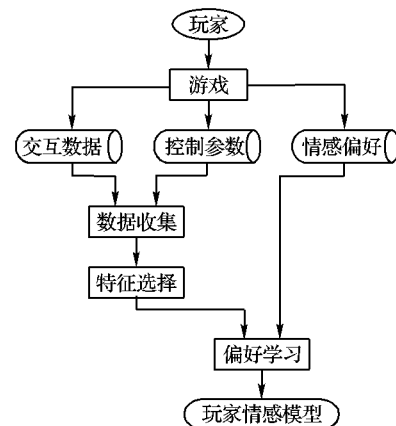 玩家
游戏
交互数据
控制参数
情感偏好
数据收集
特征选择
偏好学习
玩家情感模型